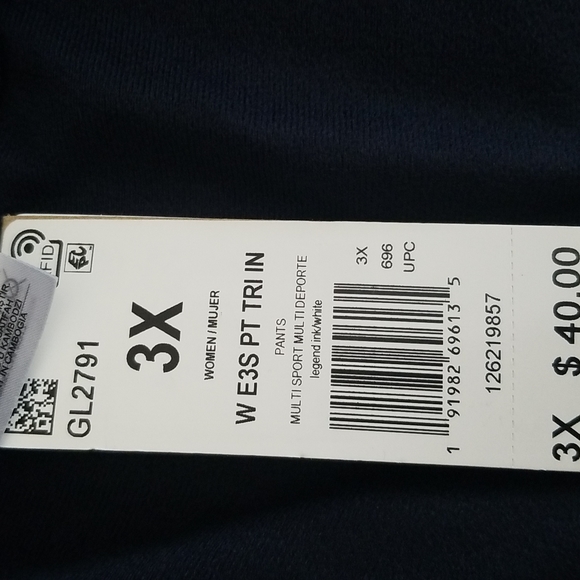 RFID
GL2791
3X
WOMEN / MUJER
W E3S PT TRI IN
PANTS
MULTI SPORT MULTI DEPORTE
legend ink/white
3X
696
UPC
1 91982 69613 5
126219857
3X $ 40.00